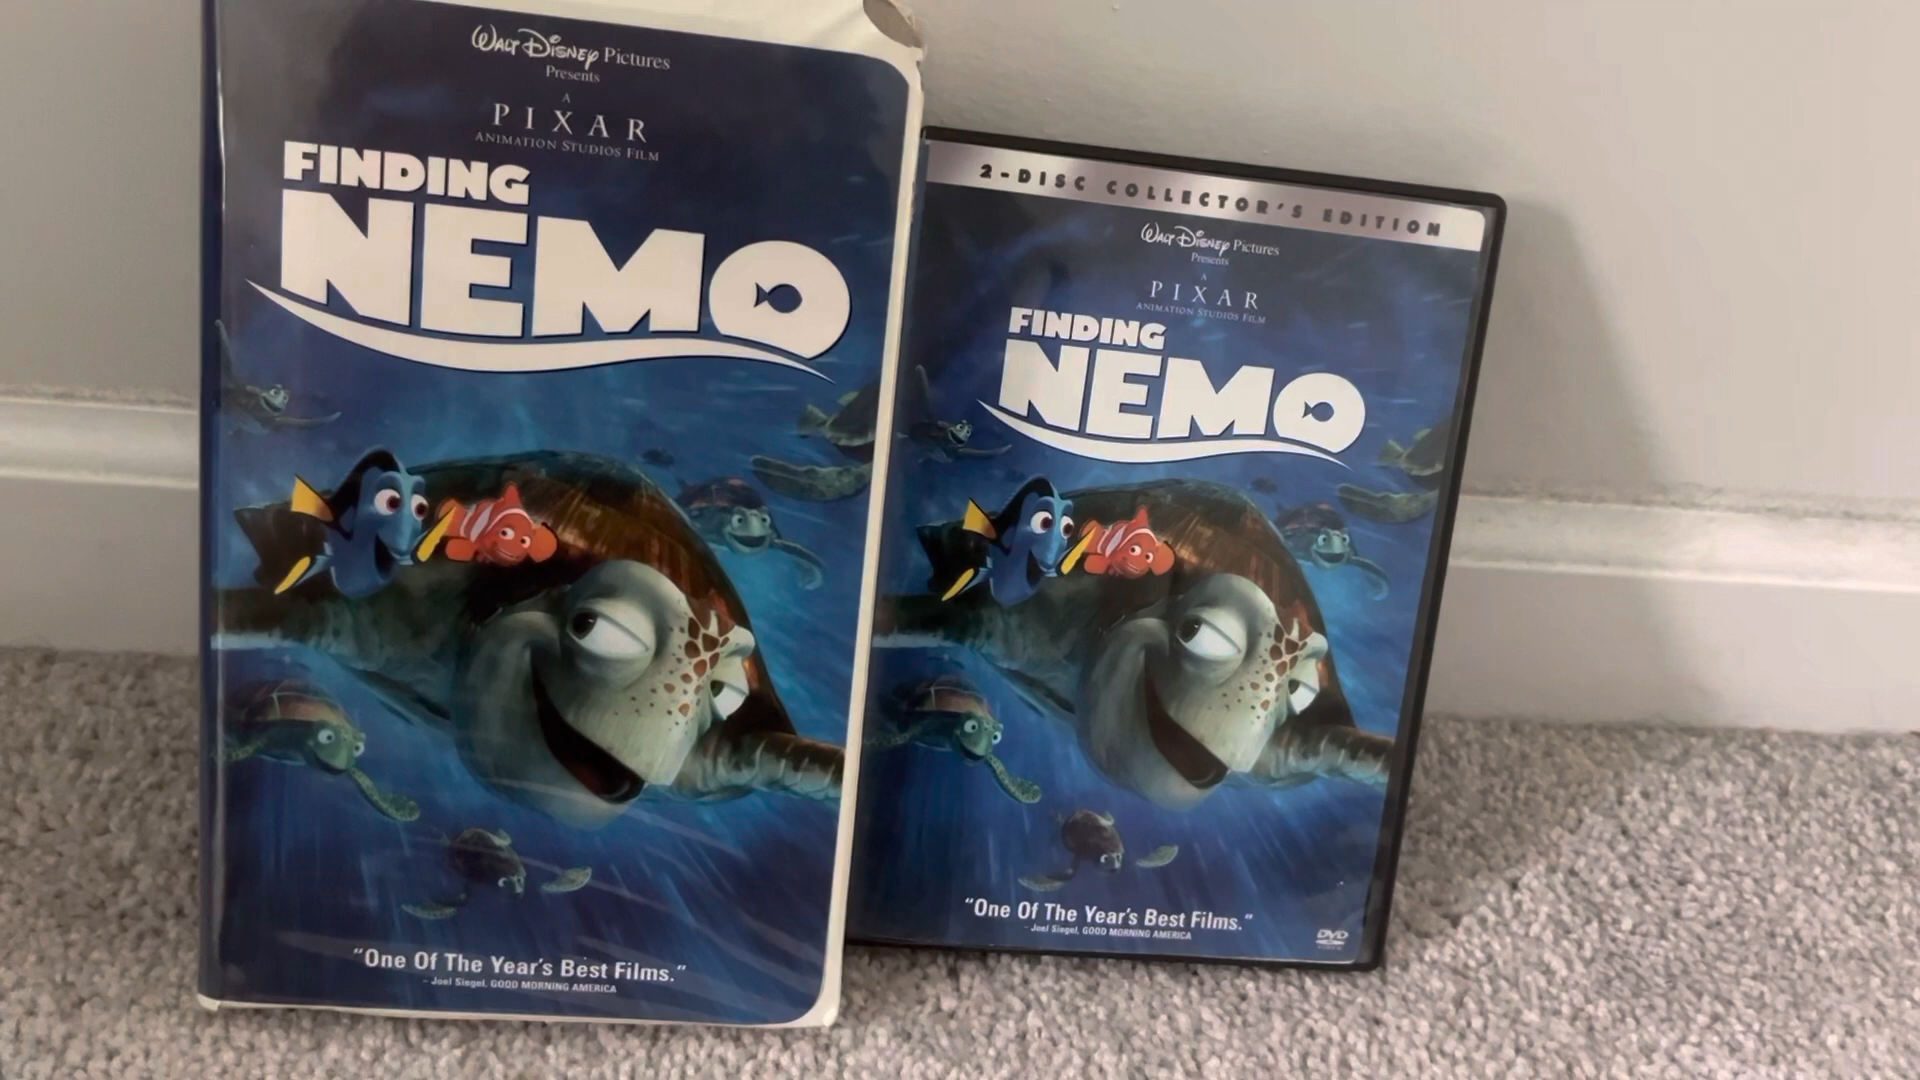 WALT DISNEY Pictures
Presents
A
PIXAR
ANIMATION STUDIOS FILM
FINDING
NEMO
"One Of The Year's Best Films."
- Joel Siegel, GOOD MORNING AMERICA
2-DISC COLLECTOR'S EDITION
WALT DISNEY Pictures
Presents
A
PIXAR
ANIMATION STUDIOS FILM
FINDING
NEMO
"One Of The Year's Best Films."
- Joel Siegel, GOOD MORNING AMERICA
DVD
VIDEO